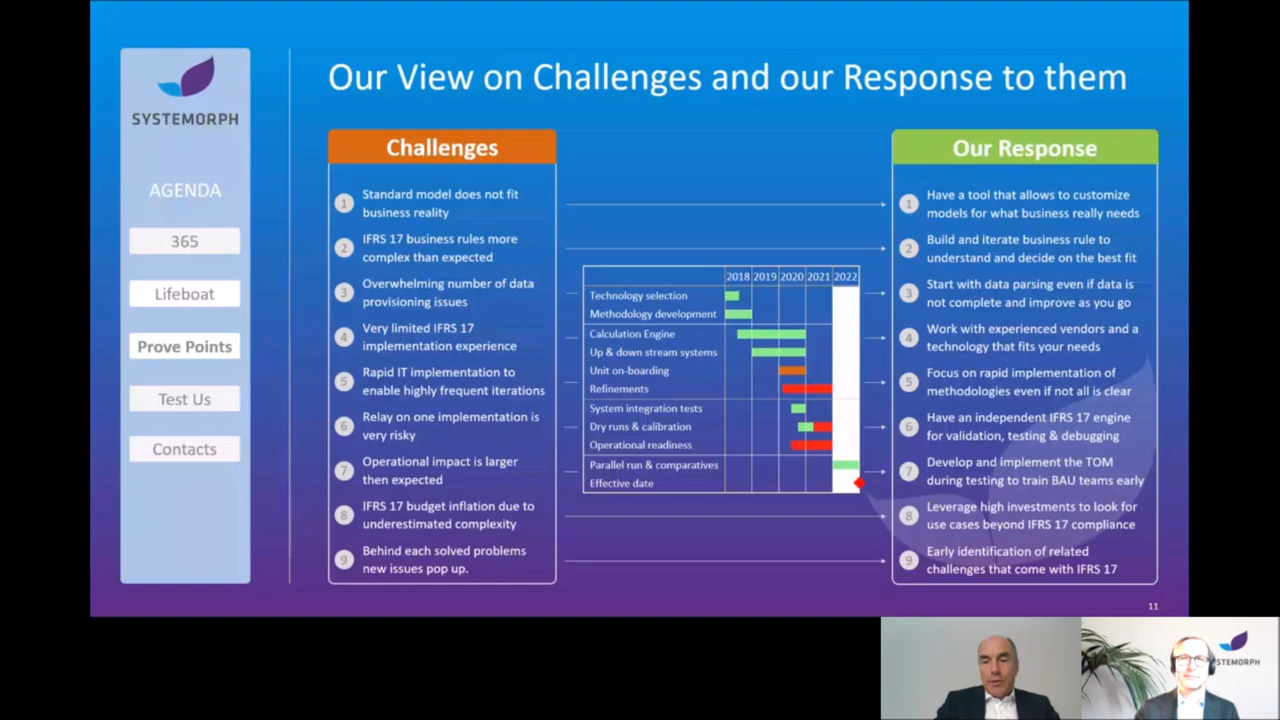 SYSTEMORPH
AGENDA
365
Lifeboat
Prove Points
Test Us
Contacts
Our View on Challenges and our Response to them
Challenges
1 Standard model does not fit
business reality
2 IFRS 17 business rules more
complex than expected
3 Overwhelming number of data
provisioning issues
4 Very limited IFRS 17
implementation experience
5 Rapid IT implementation to
enable highly frequent iterations
6 Relay on one implementation is
very risky
7 Operational impact is larger
then expected
8 IFRS 17 budget inflation due to
underestimated complexity
9 Behind each solved problems
new issues pop up.
2018 2019 2020 2021 2022
Technology selection
Methodology development
Calculation Engine
Up & down stream systems
Unit on-boarding
Refinements
System integration tests
Dry runs & calibration
Operational readiness
Parallel run & comparatives
Effective date
Our Response
1 Have a tool that allows to customize
models for what business really needs
2 Build and iterate business rule to
understand and decide on the best fit
3 Start with data parsing even if data is
not complete and improve as you go
4 Work with experienced vendors and a
technology that fits your needs
5 Focus on rapid implementation of
methodologies even if not all is clear
6 Have an independent IFRS 17 engine
for validation, testing & debugging
7 Develop and implement the TOM
during testing to train BAU teams early
8 Leverage high investments to look for
use cases beyond IFRS 17 compliance
9 Early identification of related
challenges that come with IFRS 17
11
STEMORPH